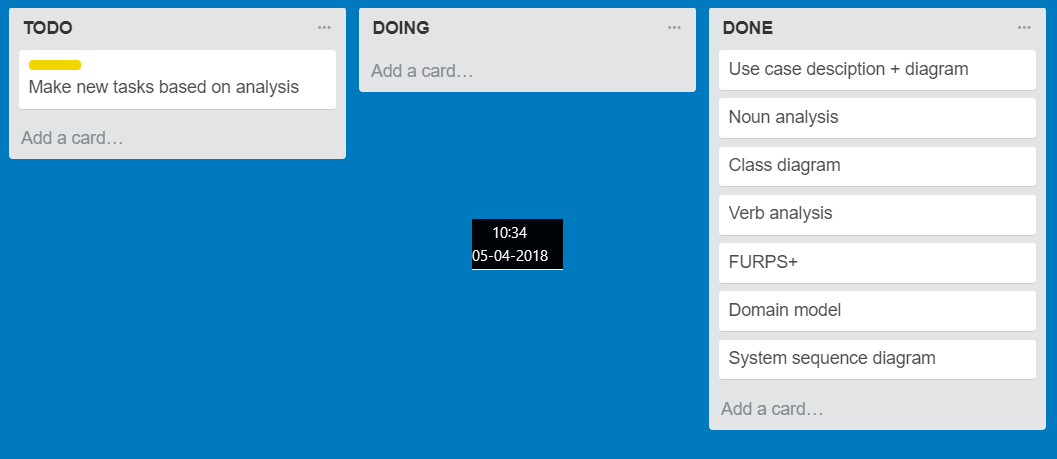 TODO
Make new tasks based on analysis
Add a card…
DOING
Add a card…
10:34
05-04-2018
DONE
Use case desciption + diagram
Noun analysis
Class diagram
Verb analysis
FURPS+
Domain model
System sequence diagram
Add a card…